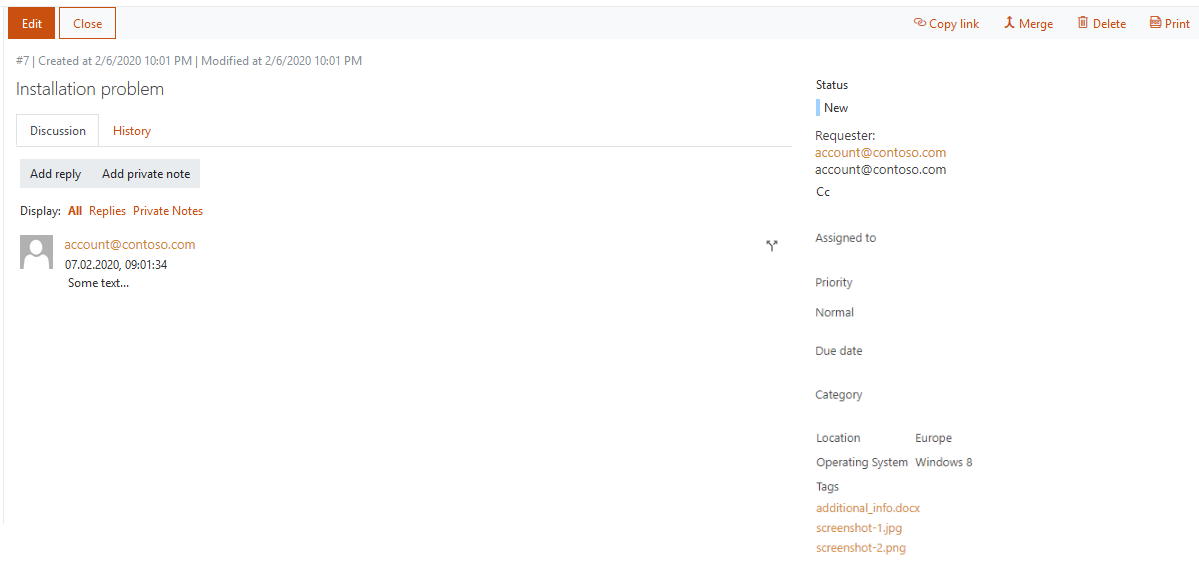 Edit Close Copy link Merge Delete Print
#7 | Created at 2/6/2020 10:01 PM | Modified at 2/6/2020 10:01 PM
Installation problem
Discussion History
Add reply Add private note
Display: All Replies Private Notes
account@contoso.com
07.02.2020, 09:01:34
Some text...
Status
New
Requester:
account@contoso.com
account@contoso.com
Cc
Assigned to
Priority
Normal
Due date
Category
Location Europe
Operating System Windows 8
Tags
additional_info.docx
screenshot-1.jpg
screenshot-2.png